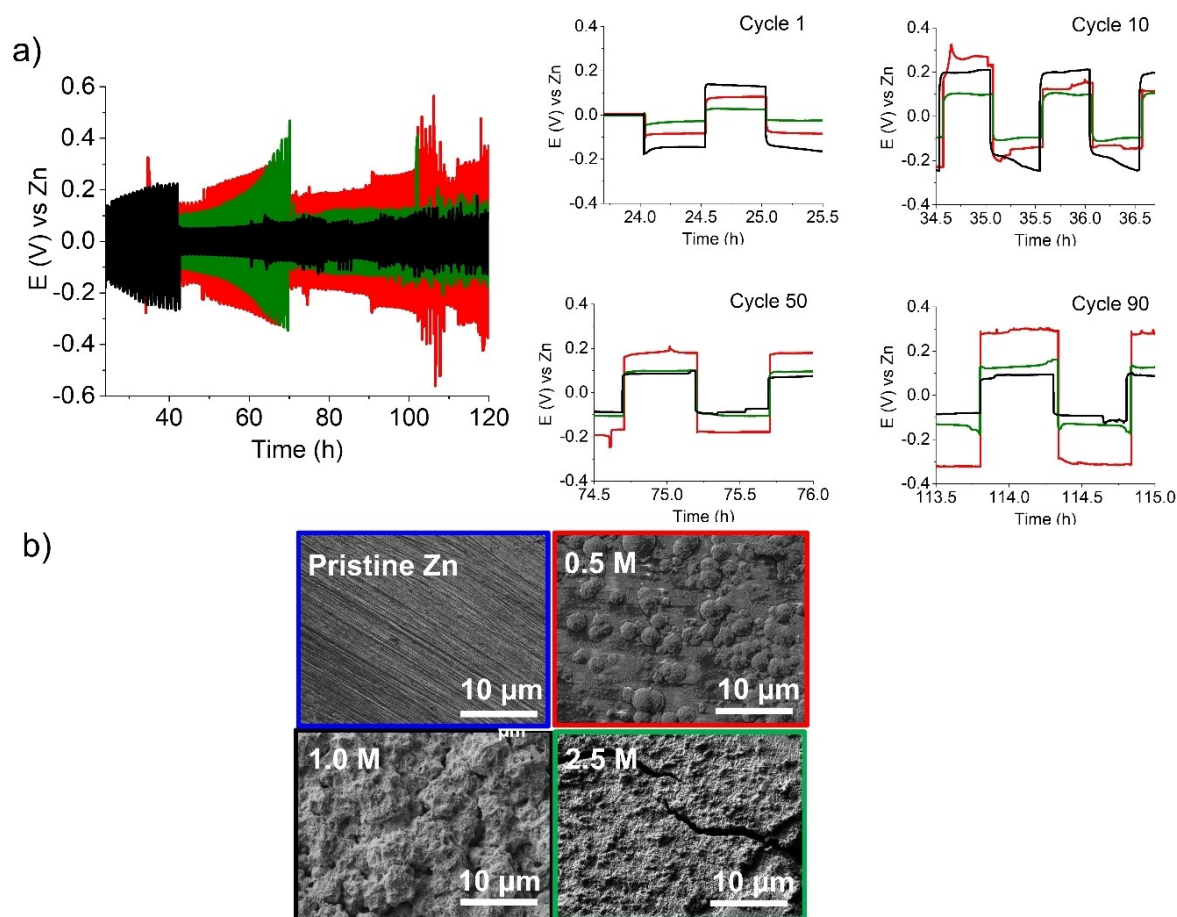 a)
0.6
0.4
0.2
0.0
-0.2
-0.4
-0.6
E (V) vs Zn
40 60 80 100 120
Time (h)
Cycle 1
0.4
0.2
0.0
-0.2
-0.4
E (V) vs Zn
24.0 24.5 25.0 25.5
Time (h)
Cycle 10
0.4
0.2
0.0
-0.2
-0.4
E (V) vs Zn
34.5 35.0 35.5 36.0 36.5
Time (h)
Cycle 50
0.4
0.2
0.0
-0.2
-0.4
E (V) vs Zn
74.5 75.0 75.5 76.0
Time (h)
Cycle 90
0.4
0.2
0.0
-0.2
-0.4
E (V) vs Zn
113.5 114.0 114.5 115.0
Time (h)
b)
Pristine Zn
10 µm
0.5 M
10 µm
µm
1.0 M
10 µm
2.5 M
10 µm